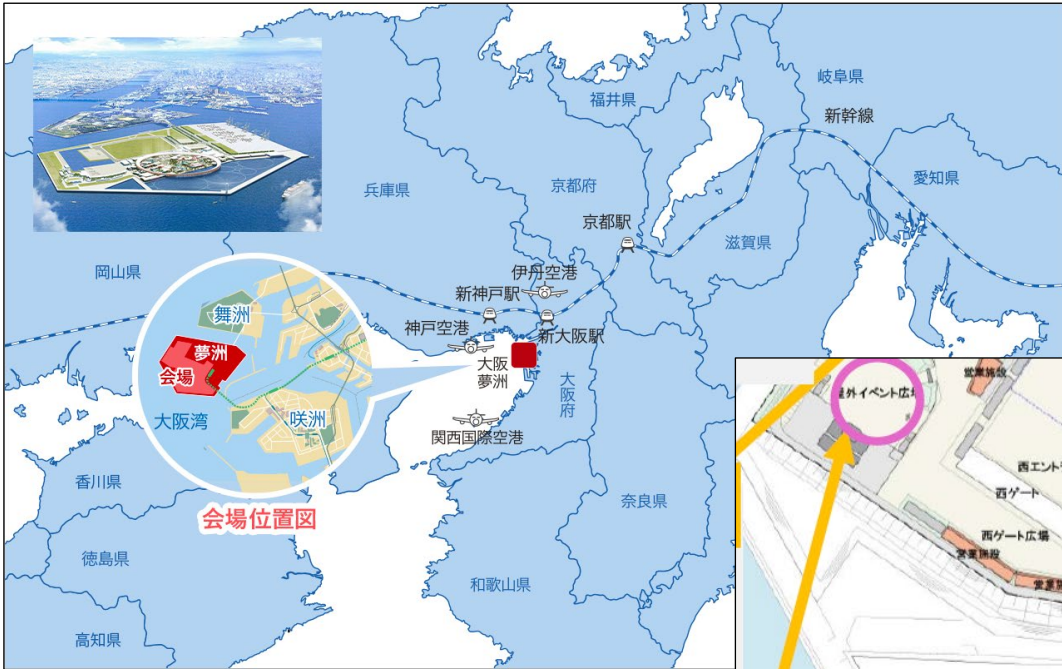 岐阜県
福井県
新幹線
愛知県
京都府
兵庫県
京都駅
滋賀県
岡山県
伊丹空港
新神戸駅
神戸空港
新大阪駅
大阪
夢洲
大阪府
舞洲
夢洲
会場
大阪湾
咲洲
関西国際空港
香川県
会場位置図
奈良県
徳島県
和歌山県
高知県
営業施設
屋外イベント広場
西エント
西ゲート
西ゲート広場
営業施設
営業